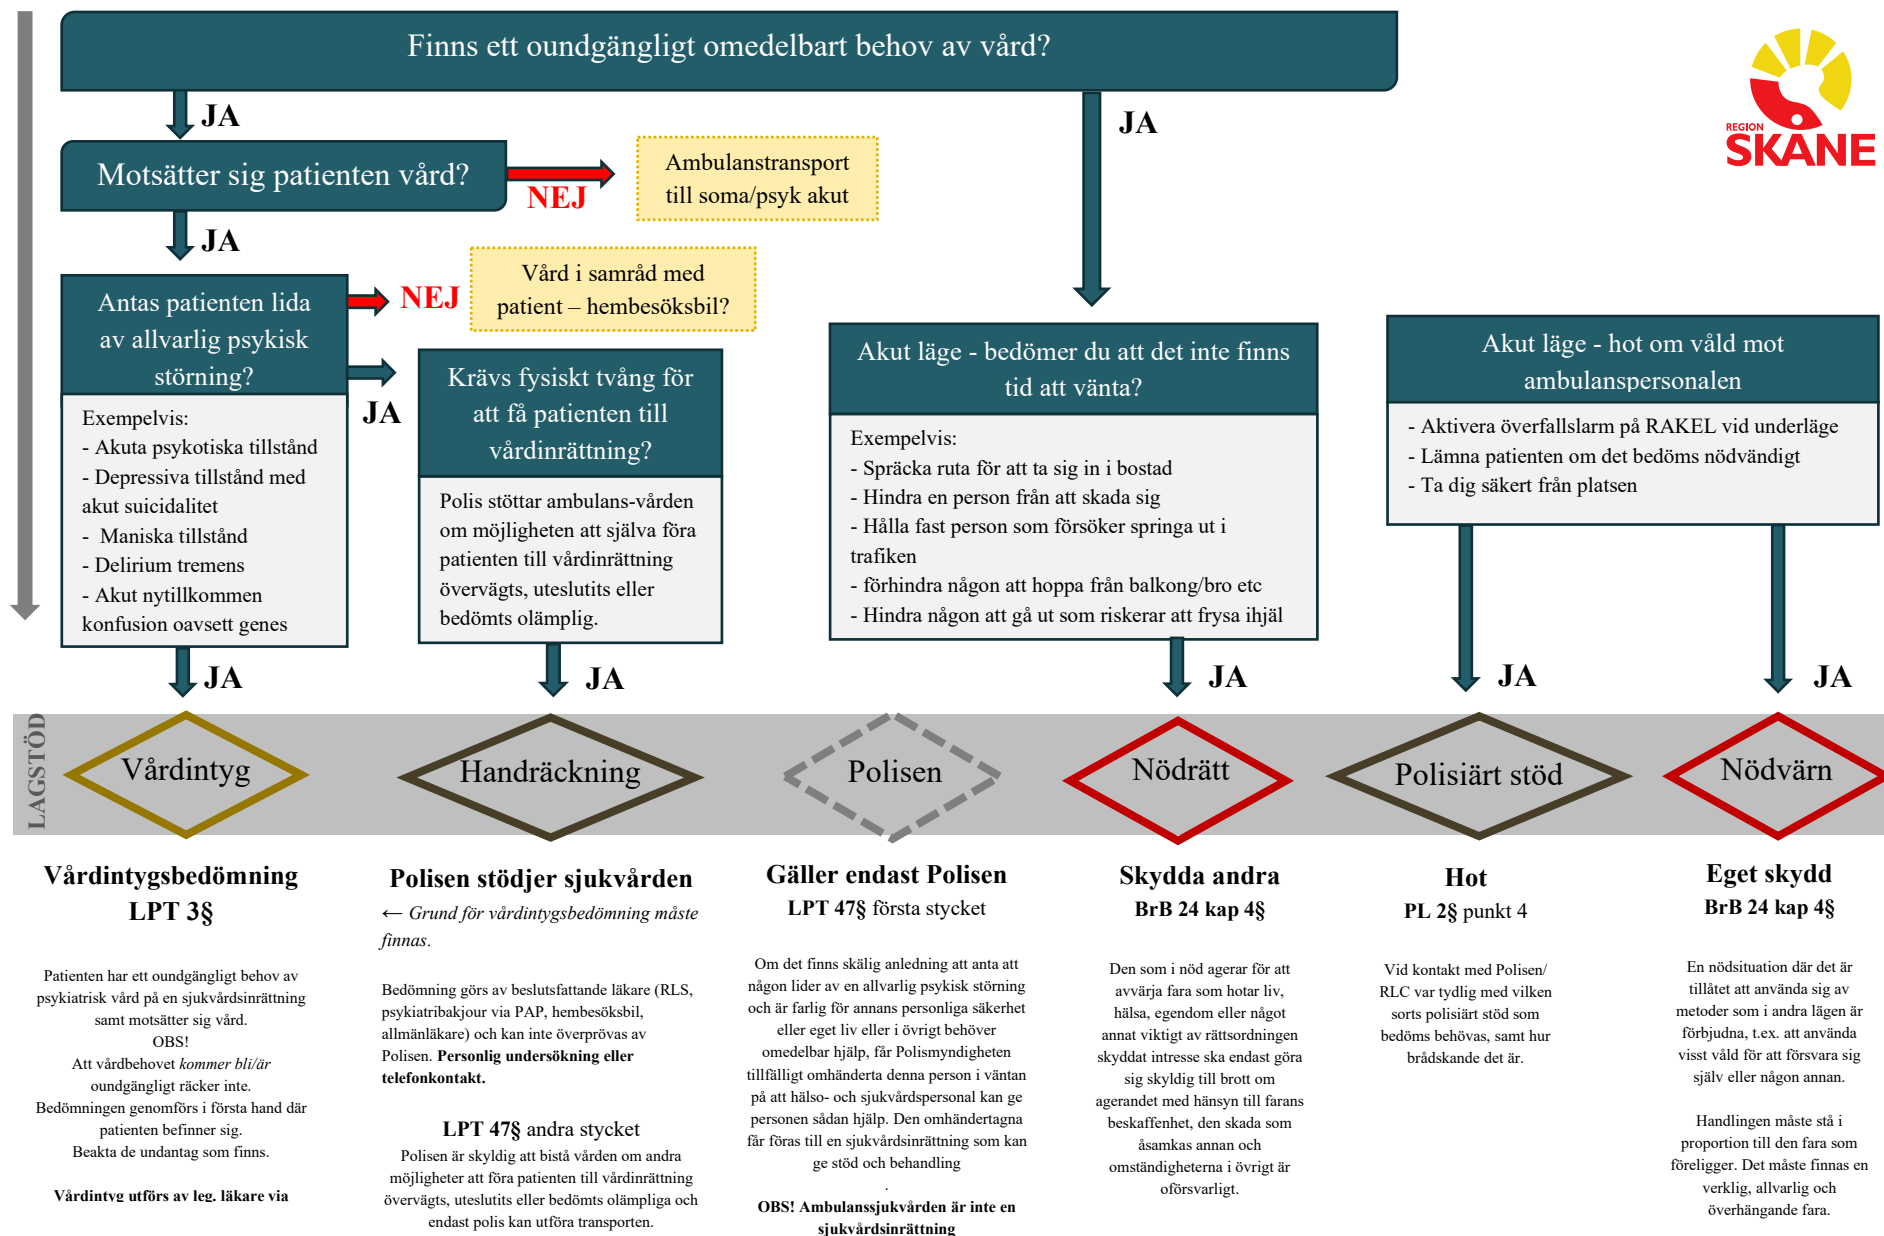 Finns ett oundgängligt omedelbart behov av vård?
REGION
SKÅNE
JA
JA
Motsätter sig patienten vård?
NEJ
Ambulanstransport
till soma/psyk akut
JA
Antas patienten lida
av allvarlig psykisk
störning?
Exempelvis:
- Akuta psykotiska tillstånd
- Depressiva tillstånd med
akut suicidalitet
- Maniska tillstånd
- Delirium tremens
- Akut nytillkommen
konfusion oavsett genes
NEJ
Vård i samråd med
patient – hembesöksbil?
JA
Krävs fysiskt tvång för
att få patienten till
vårdinrättning?
Polis stöttar ambulans-vården
om möjligheten att själva föra
patienten till vårdinrättning
övervägts, uteslutits eller
bedömts olämplig.
Akut läge - bedömer du att det inte finns
tid att vänta?
Exempelvis:
- Spräcka ruta för att ta sig in i bostad
- Hindra en person från att skada sig
- Hålla fast person som försöker springa ut i
trafiken
- förhindra någon att hoppa från balkong/bro etc
- Hindra någon att gå ut som riskerar att frysa ihjäl
Akut läge - hot om våld mot
ambulanspersonalen
- Aktivera överfallslarm på RAKEL vid underläge
- Lämna patienten om det bedöms nödvändigt
- Ta dig säkert från platsen
JA
JA
JA
JA
JA
LAGSTÖD
Vårdintyg
Handräckning
Polisen
Nödrätt
Polisiärt stöd
Nödvärn
Vårdintygsbedömning
LPT 3§
Patienten har ett oundgängligt behov av
psykiatrisk vård på en sjukvårdsinrättning
samt motsätter sig vård.
OBS!
Att vårdbehovet kommer bli/är
oundgängligt räcker inte.
Bedömningen genomförs i första hand där
patienten befinner sig.
Beakta de undantag som finns.
Vårdintyg utförs av leg. läkare via
Polisen stödjer sjukvården
← Grund för vårdintygsbedömning måste
finnas.
Bedömning görs av beslutsfattande läkare (RLS,
psykiatribakjour via PAP, hembesöksbil,
allmänläkare) och kan inte överprövas av
Polisen. Personlig undersökning eller
telefonkontakt.
LPT 47§ andra stycket
Polisen är skyldig att bistå vården om andra
möjligheter att föra patienten till vårdinrättning
övervägts, uteslutits eller bedömts olämpliga och
endast polis kan utföra transporten.
Gäller endast Polisen
LPT 47§ första stycket
Om det finns skälig anledning att anta att
någon lider av en allvarlig psykisk störning
och är farlig för annans personliga säkerhet
eller eget liv eller i övrigt behöver
omedelbar hjälp, får Polismyndigheten
tillfälligt omhänderta denna person i väntan
på att hälso- och sjukvårdspersonal kan ge
personen sådan hjälp. Den omhändertagna
får föras till en sjukvårdsinrättning som kan
ge stöd och behandling
.
OBS! Ambulanssjukvården är inte en
sjukvårdsinrättning
Skydda andra
BrB 24 kap 4§
Den som i nöd agerar för att
avvärja fara som hotar liv,
hälsa, egendom eller något
annat viktigt av rättsordningen
skyddat intresse ska endast göra
sig skyldig till brott om
agerandet med hänsyn till farans
beskaffenhet, den skada som
åsamkas annan och
omständigheterna i övrigt är
oförsvarligt.
Hot
PL 2§ punkt 4
Vid kontakt med Polisen/
RLC var tydlig med vilken
sorts polisiärt stöd som
bedöms behövas, samt hur
brådskande det är.
Eget skydd
BrB 24 kap 4§
En nödsituation där det är
tillåtet att använda sig av
metoder som i andra lägen är
förbjudna, t.ex. att använda
visst våld för att försvara sig
själv eller någon annan.
Handlingen måste stå i
proportion till den fara som
föreligger. Det måste finnas en
verklig, allvarlig och
överhängande fara.